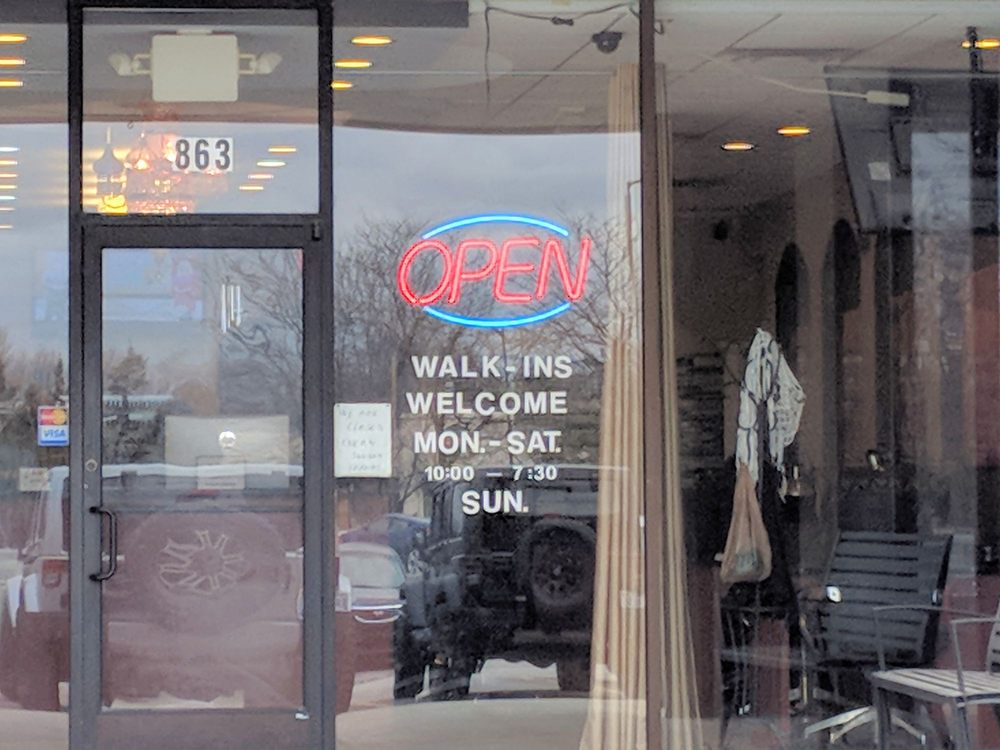 863
OPEN
WALK-INS
WELCOME
MON.-SAT.
10:00 — 7:30
SUN.
VISA